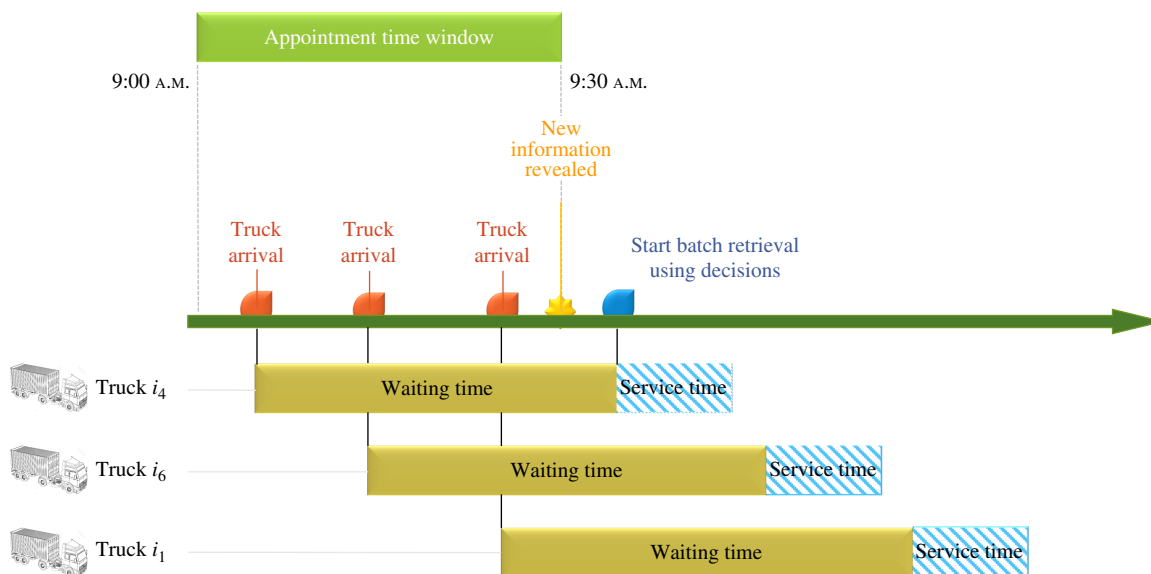 Appointment time window
9:00 A.M.
9:30 A.M.
New
information
revealed
Truck
arrival
Truck
arrival
Truck
arrival
Start batch retrieval
using decisions
Truck i4
Waiting time
Service time
Truck i6
Waiting time
Service time
Truck i1
Waiting time
Service time